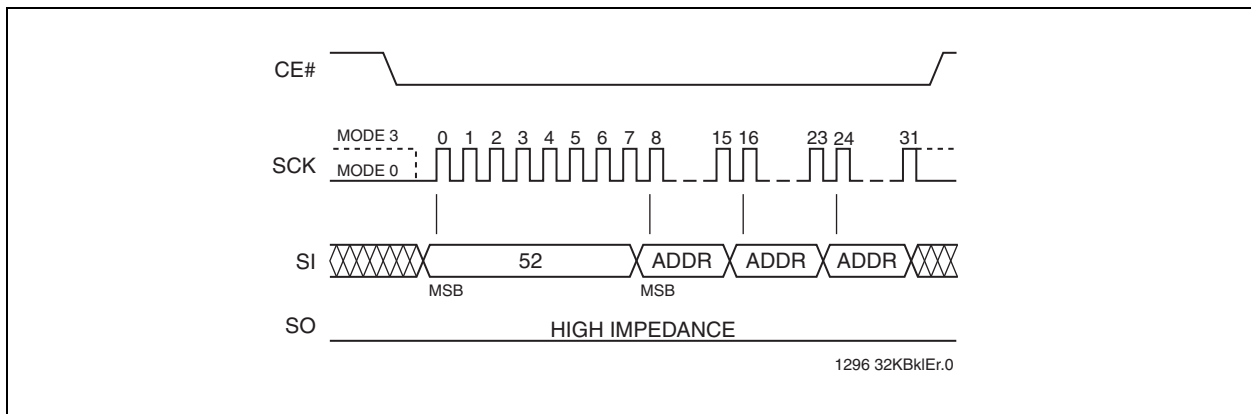 CE#
MODE 3
0 1 2 3 4 5 6 7 8 15 16 23 24 31
SCK
MODE 0
SI
52 ADDR ADDR ADDR
MSB MSB
SO
HIGH IMPEDANCE
1296 32KBklEr.0